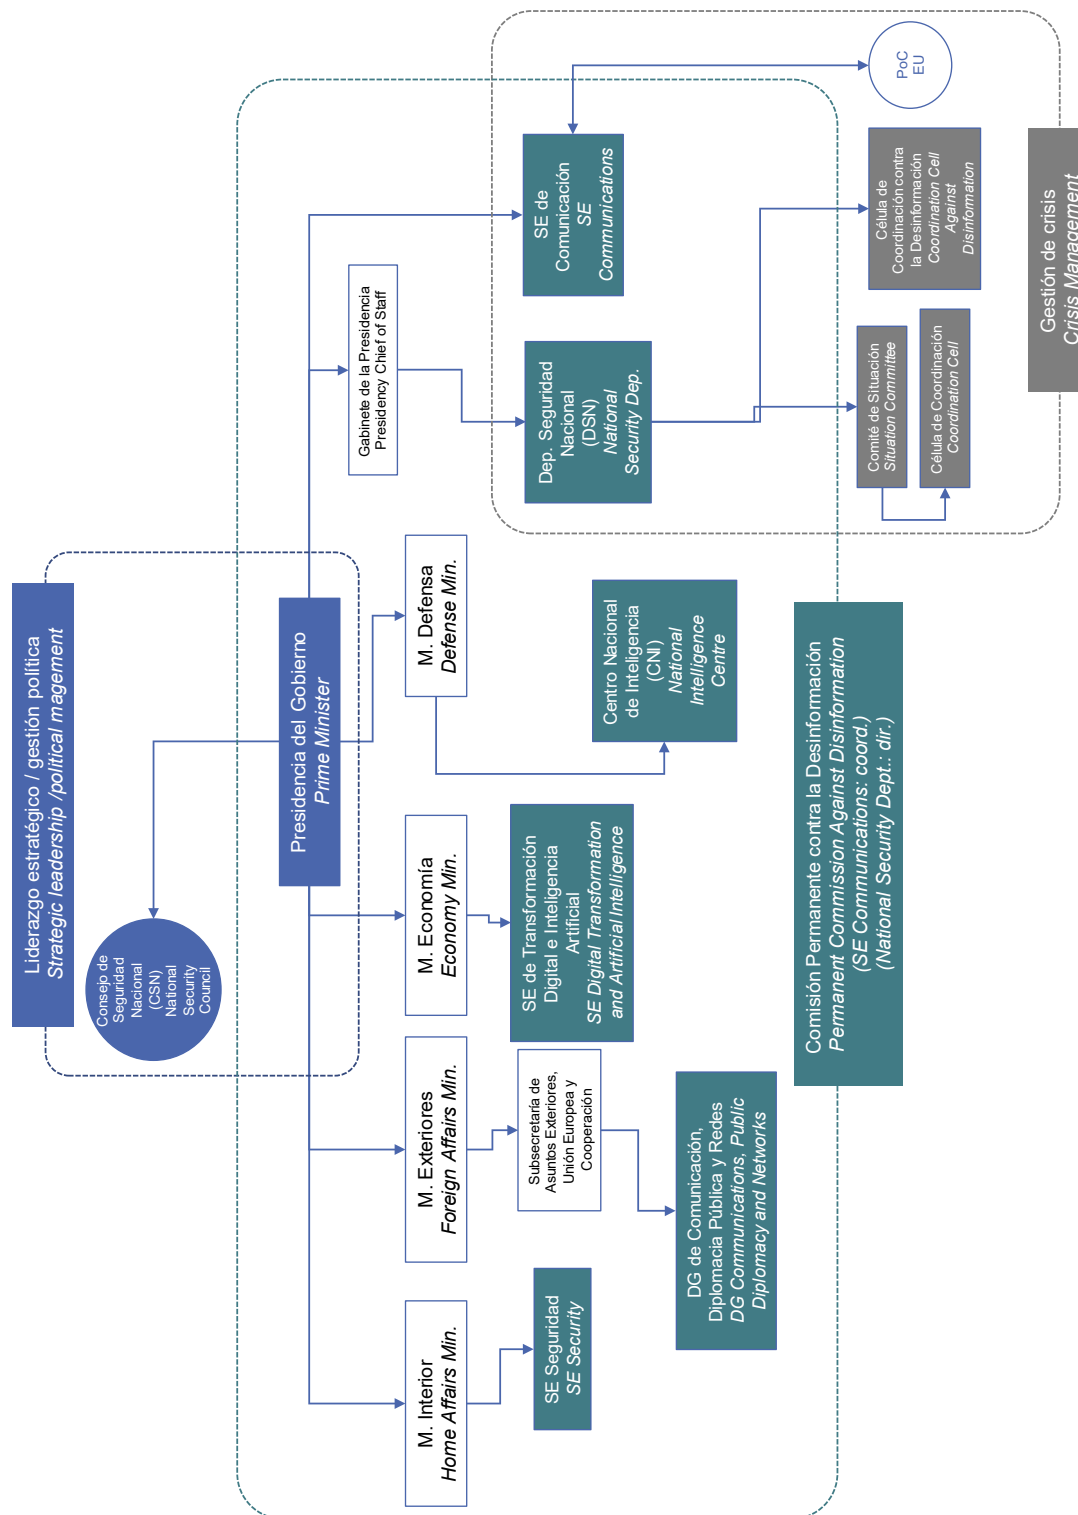 Liderazgo estratégico / gestión política
Strategic leadership /political magement
Consejo de
Seguridad
Nacional
(CSN)
National
Security
Council
Presidencia del Gobierno
Prime Minister
Gabinete de la Presidencia
Presidency Chief of Staff
M. Interior
Home Affairs Min.
M. Exteriores
Foreign Affairs Min.
M. Economía
Economy Min.
M. Defensa
Defense Min.
SE Seguridad
SE Security
Subsecretaría de
Asuntos Exteriores,
Unión Europea y
Cooperación
SE de Transformación
Digital e Inteligencia
Artificial
SE Digital Transformation
and Artificial Intelligence
Dep. Seguridad
Nacional
(DSN)
National
Security Dep.
SE de
Comunicación
SE
Communications
DG de Comunicación,
Diplomacia Pública y Redes
DG Communications, Public
Diplomacy and Networks
Centro Nacional
de Inteligencia
(CNI)
National
Intelligence
Centre
Comisión Permanente contra la Desinformación
Permanent Commission Against Disinformation
(SE Communications: coord.)
(National Security Dept.: dir.)
Comité de Situación
Situation Committee
Célula de Coordinación
Coordination Cell
Célula de
Coordinación contra
la Desinformación
Coordination Cell
Against
Disinformation
PoC
EU
Gestión de crisis
Crisis Management